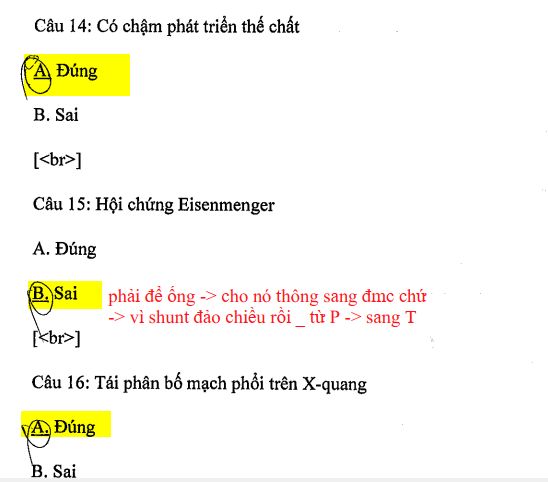 Câu 14: Có chậm phát triển thế chất
A. Đúng
B. Sai
[<br>]
Câu 15: Hội chứng Eisenmenger
A. Đúng
B. Sai
phải để ống -> cho nó thông sang đmc chứ
-> vì shunt đảo chiều rồi _ từ P -> sang T
[<br>]
Câu 16: Tái phân bố mạch phổi trên X-quang
A. Đúng
B. Sai